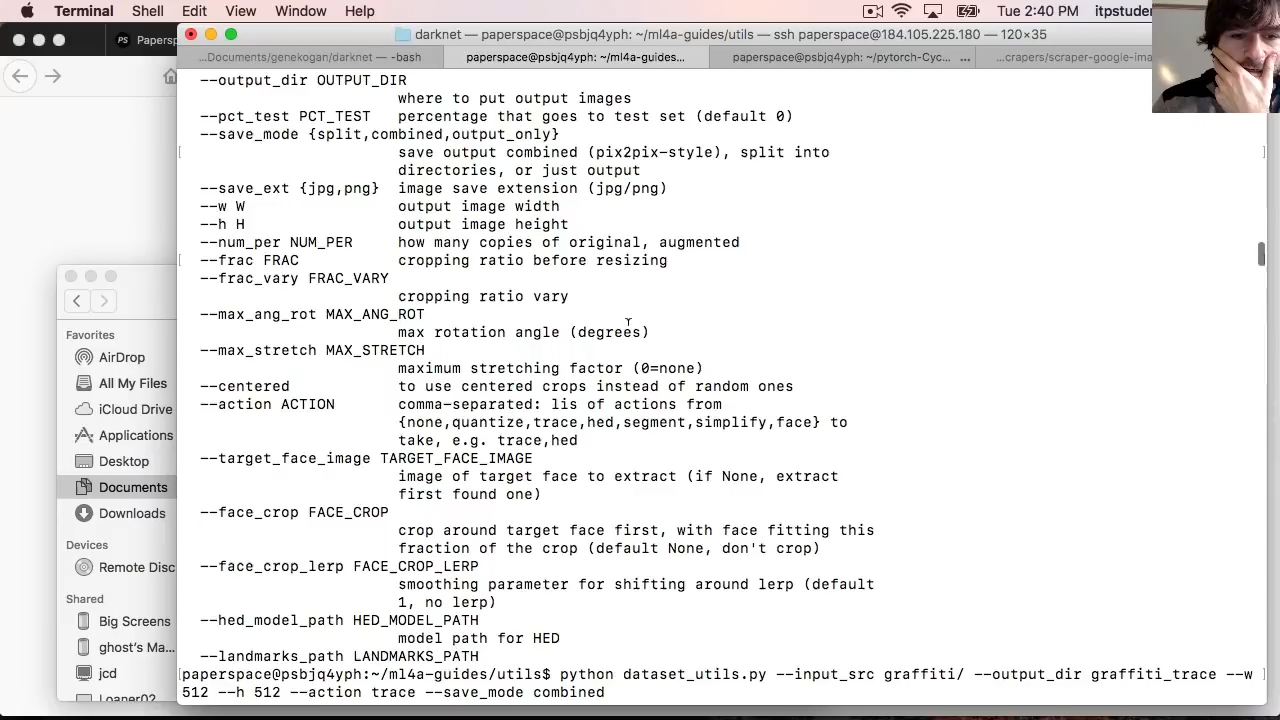 Terminal Shell Edit View Window Help Tue 2:40 PM itpstuder
PS Papersp
darknet — paperspace@psbjq4yph: ~/ml4a-guides/utils — ssh paperspace@184.105.225.180 — 120×35
...Documents/genekogan/darknet — -bash paperspace@psbjq4yph: ~/ml4a-guides... paperspace@psbjq4yph: ~/pytorch-Cyc... ...crapers/scraper-google-ima
--output_dir OUTPUT_DIR
where to put output images
--pct_test PCT_TEST percentage that goes to test set (default 0)
--save_mode {split,combined,output_only}
save output combined (pix2pix-style), split into
directories, or just output
--save_ext {jpg,png} image save extension (jpg/png)
--w W output image width
--h H output image height
--num_per NUM_PER how many copies of original, augmented
--frac FRAC cropping ratio before resizing
--frac_vary FRAC_VARY
cropping ratio vary
--max_ang_rot MAX_ANG_ROT
max rotation angle (degrees)
--max_stretch MAX_STRETCH
maximum stretching factor (0=none)
--centered to use centered crops instead of random ones
--action ACTION comma-separated: lis of actions from
{none,quantize,trace,hed,segment,simplify,face} to
take, e.g. trace,hed
--target_face_image TARGET_FACE_IMAGE
image of target face to extract (if None, extract
first found one)
--face_crop FACE_CROP
crop around target face first, with face fitting this
fraction of the crop (default None, don't crop)
--face_crop_lerp FACE_CROP_LERP
smoothing parameter for shifting around lerp (default
1, no lerp)
--hed_model_path HED_MODEL_PATH
model path for HED
--landmarks_path LANDMARKS_PATH
[paperspace@psbjq4yph:~/ml4a-guides/utils$ python dataset_utils.py --input_src graffiti/ --output_dir graffiti_trace --w ]
512 --h 512 --action trace --save_mode combined
Favorites
AirDrop
All My Files
iCloud Drive
Applications
Desktop
Documents
Downloads
Devices
Remote Disc
Shared
Big Screens
ghost's Ma...
jcd
Loaner02